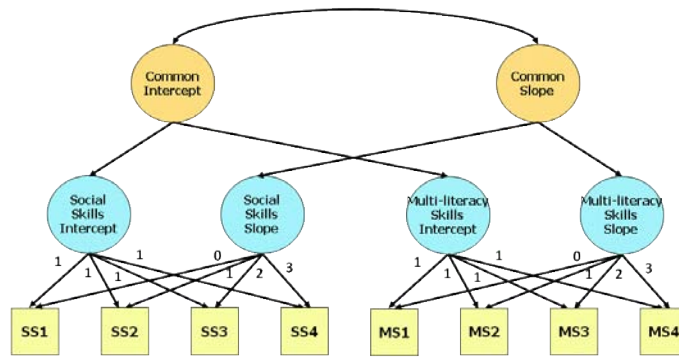 Common
Intercept
Common
Slope
Social
Skills
Intercept
Social
Skills
Slope
Multi-literacy
Skills
Intercept
Multi-literacy
Skills
Slope
1 1 1 1 0 1 2 3
1 1 1 1 0 1 2 3
SS1 SS2 SS3 SS4 MS1 MS2 MS3 MS4